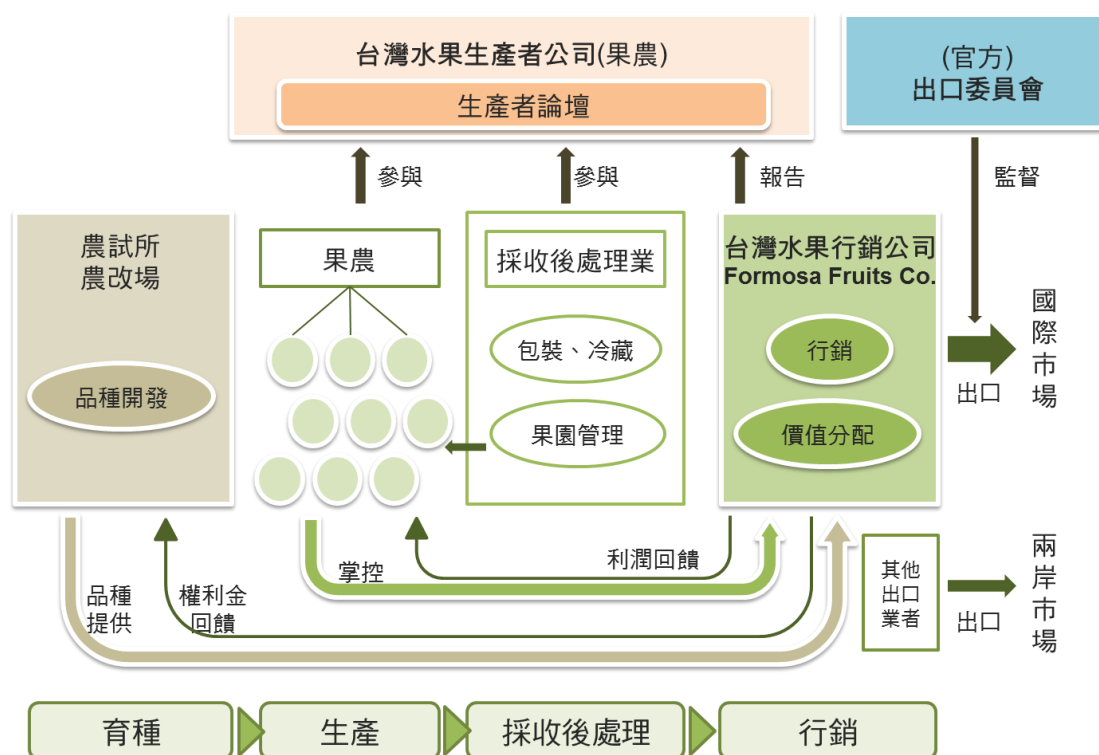 台灣水果生產者公司(果農)
生產者論壇
(官方)
出口委員會
參與
參與
報告
監督
農試所
農改場
品種開發
果農
採收後處理業
包裝、冷藏
果園管理
台灣水果行銷公司
Formosa Fruits Co.
行銷
價值分配
出口
國際市場
品種
提供
權利金
回饋
掌控
利潤回饋
其他
出口
業者
出口
兩岸市場
育種
生產
採收後處理
行銷